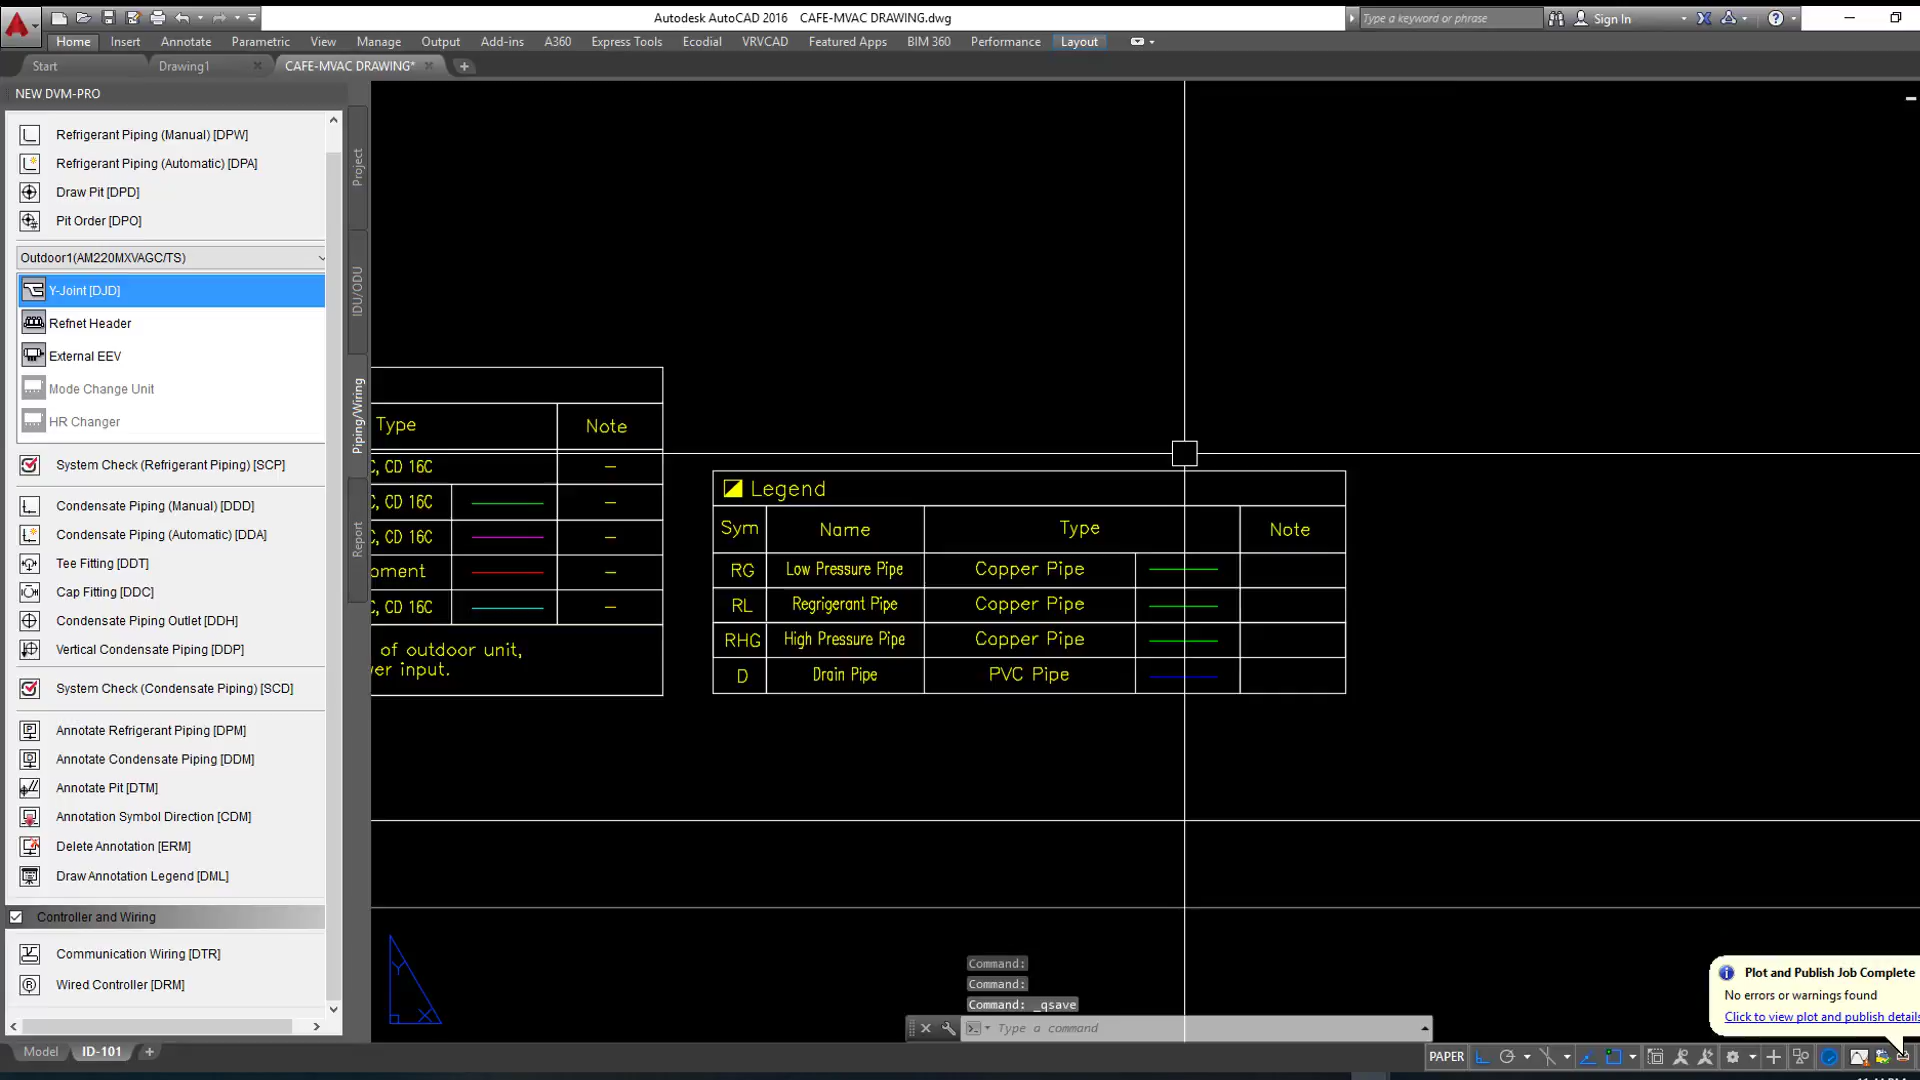 Autodesk AutoCAD 2016 CAFE-MVAC DRAWING.dwg
Type a keyword or phrase
Sign In
Home Insert Annotate Parametric View Manage Output Add-ins A360 Express Tools Ecodial VRVCAD Featured Apps BIM 360 Performance Layout
Start Drawing1 CAFE-MVAC DRAWING*
NEW DVM-PRO
Refrigerant Piping (Manual) [DPW]
Refrigerant Piping (Automatic) [DPA]
Draw Pit [DPD]
Pit Order [DPO]
Outdoor1(AM220MXVAGC/TS)
Y-Joint [DJD]
Refnet Header
External EEV
Mode Change Unit
HR Changer
System Check (Refrigerant Piping) [SCP]
Condensate Piping (Manual) [DDD]
Condensate Piping (Automatic) [DDA]
Tee Fitting [DDT]
Cap Fitting [DDC]
Condensate Piping Outlet [DDH]
Vertical Condensate Piping [DDP]
System Check (Condensate Piping) [SCD]
Annotate Refrigerant Piping [DPM]
Annotate Condensate Piping [DDM]
Annotate Pit [DTM]
Annotation Symbol Direction [CDM]
Delete Annotation [ERM]
Draw Annotation Legend [DML]
Controller and Wiring
Communication Wiring [DTR]
Wired Controller [DRM]
Project
IDU/ODU
Piping/Wiring
Report
Type Note
C, CD 16C –
C, CD 16C –
C, CD 16C –
oment –
C, CD 16C –
of outdoor unit,
wer input.
Legend
Sym Name Type Note
RG Low Pressure Pipe Copper Pipe
RL Regrigerant Pipe Copper Pipe
RHG High Pressure Pipe Copper Pipe
D Drain Pipe PVC Pipe
Y
X
Command:
Command:
Command: _qsave
Type a command
Plot and Publish Job Complete
No errors or warnings found
Click to view plot and publish details
Model ID-101
PAPER